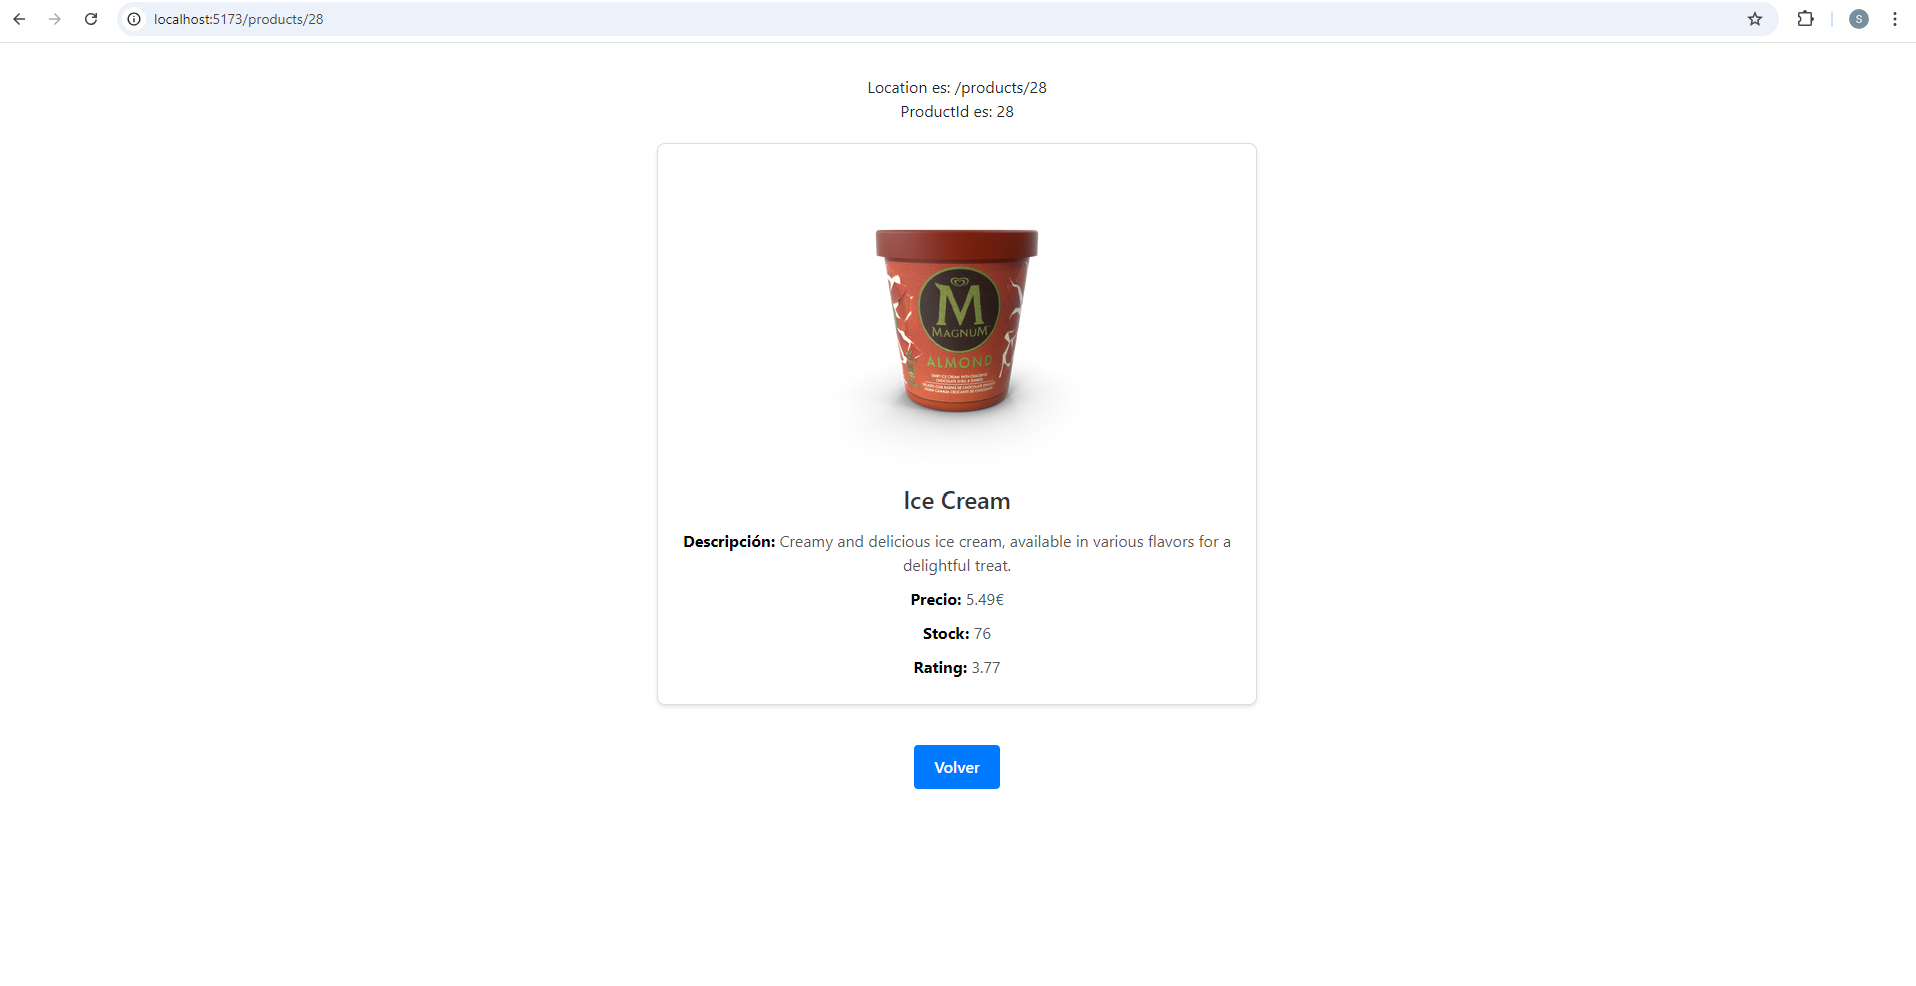 localhost:5173/products/28
S
Location es: /products/28
ProductId es: 28
M
MAGNUM
ALMOND
Ice Cream
Descripción: Creamy and delicious ice cream, available in various flavors for a
delightful treat.
Precio: 5.49€
Stock: 76
Rating: 3.77
Volver